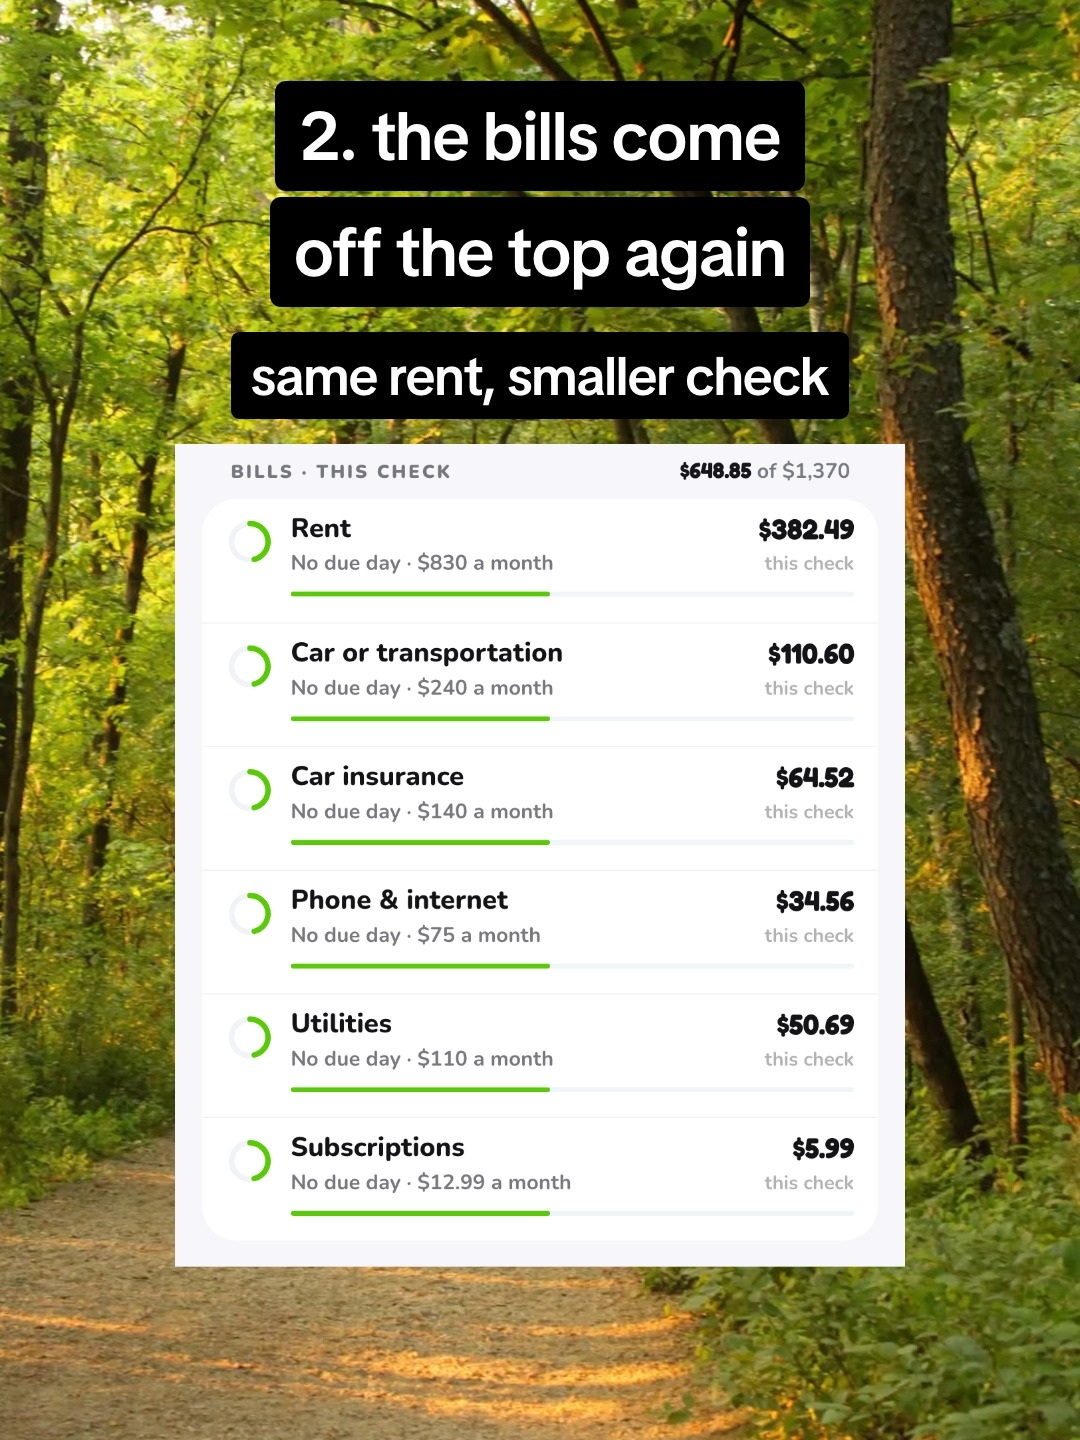 2. the bills come
off the top again
same rent, smaller check
BILLS · THIS CHECK $648.85 of $1,370
Rent $382.49
No due day · $830 a month this check
Car or transportation $110.60
No due day · $240 a month this check
Car insurance $64.52
No due day · $140 a month this check
Phone & internet $34.56
No due day · $75 a month this check
Utilities $50.69
No due day · $110 a month this check
Subscriptions $5.99
No due day · $12.99 a month this check